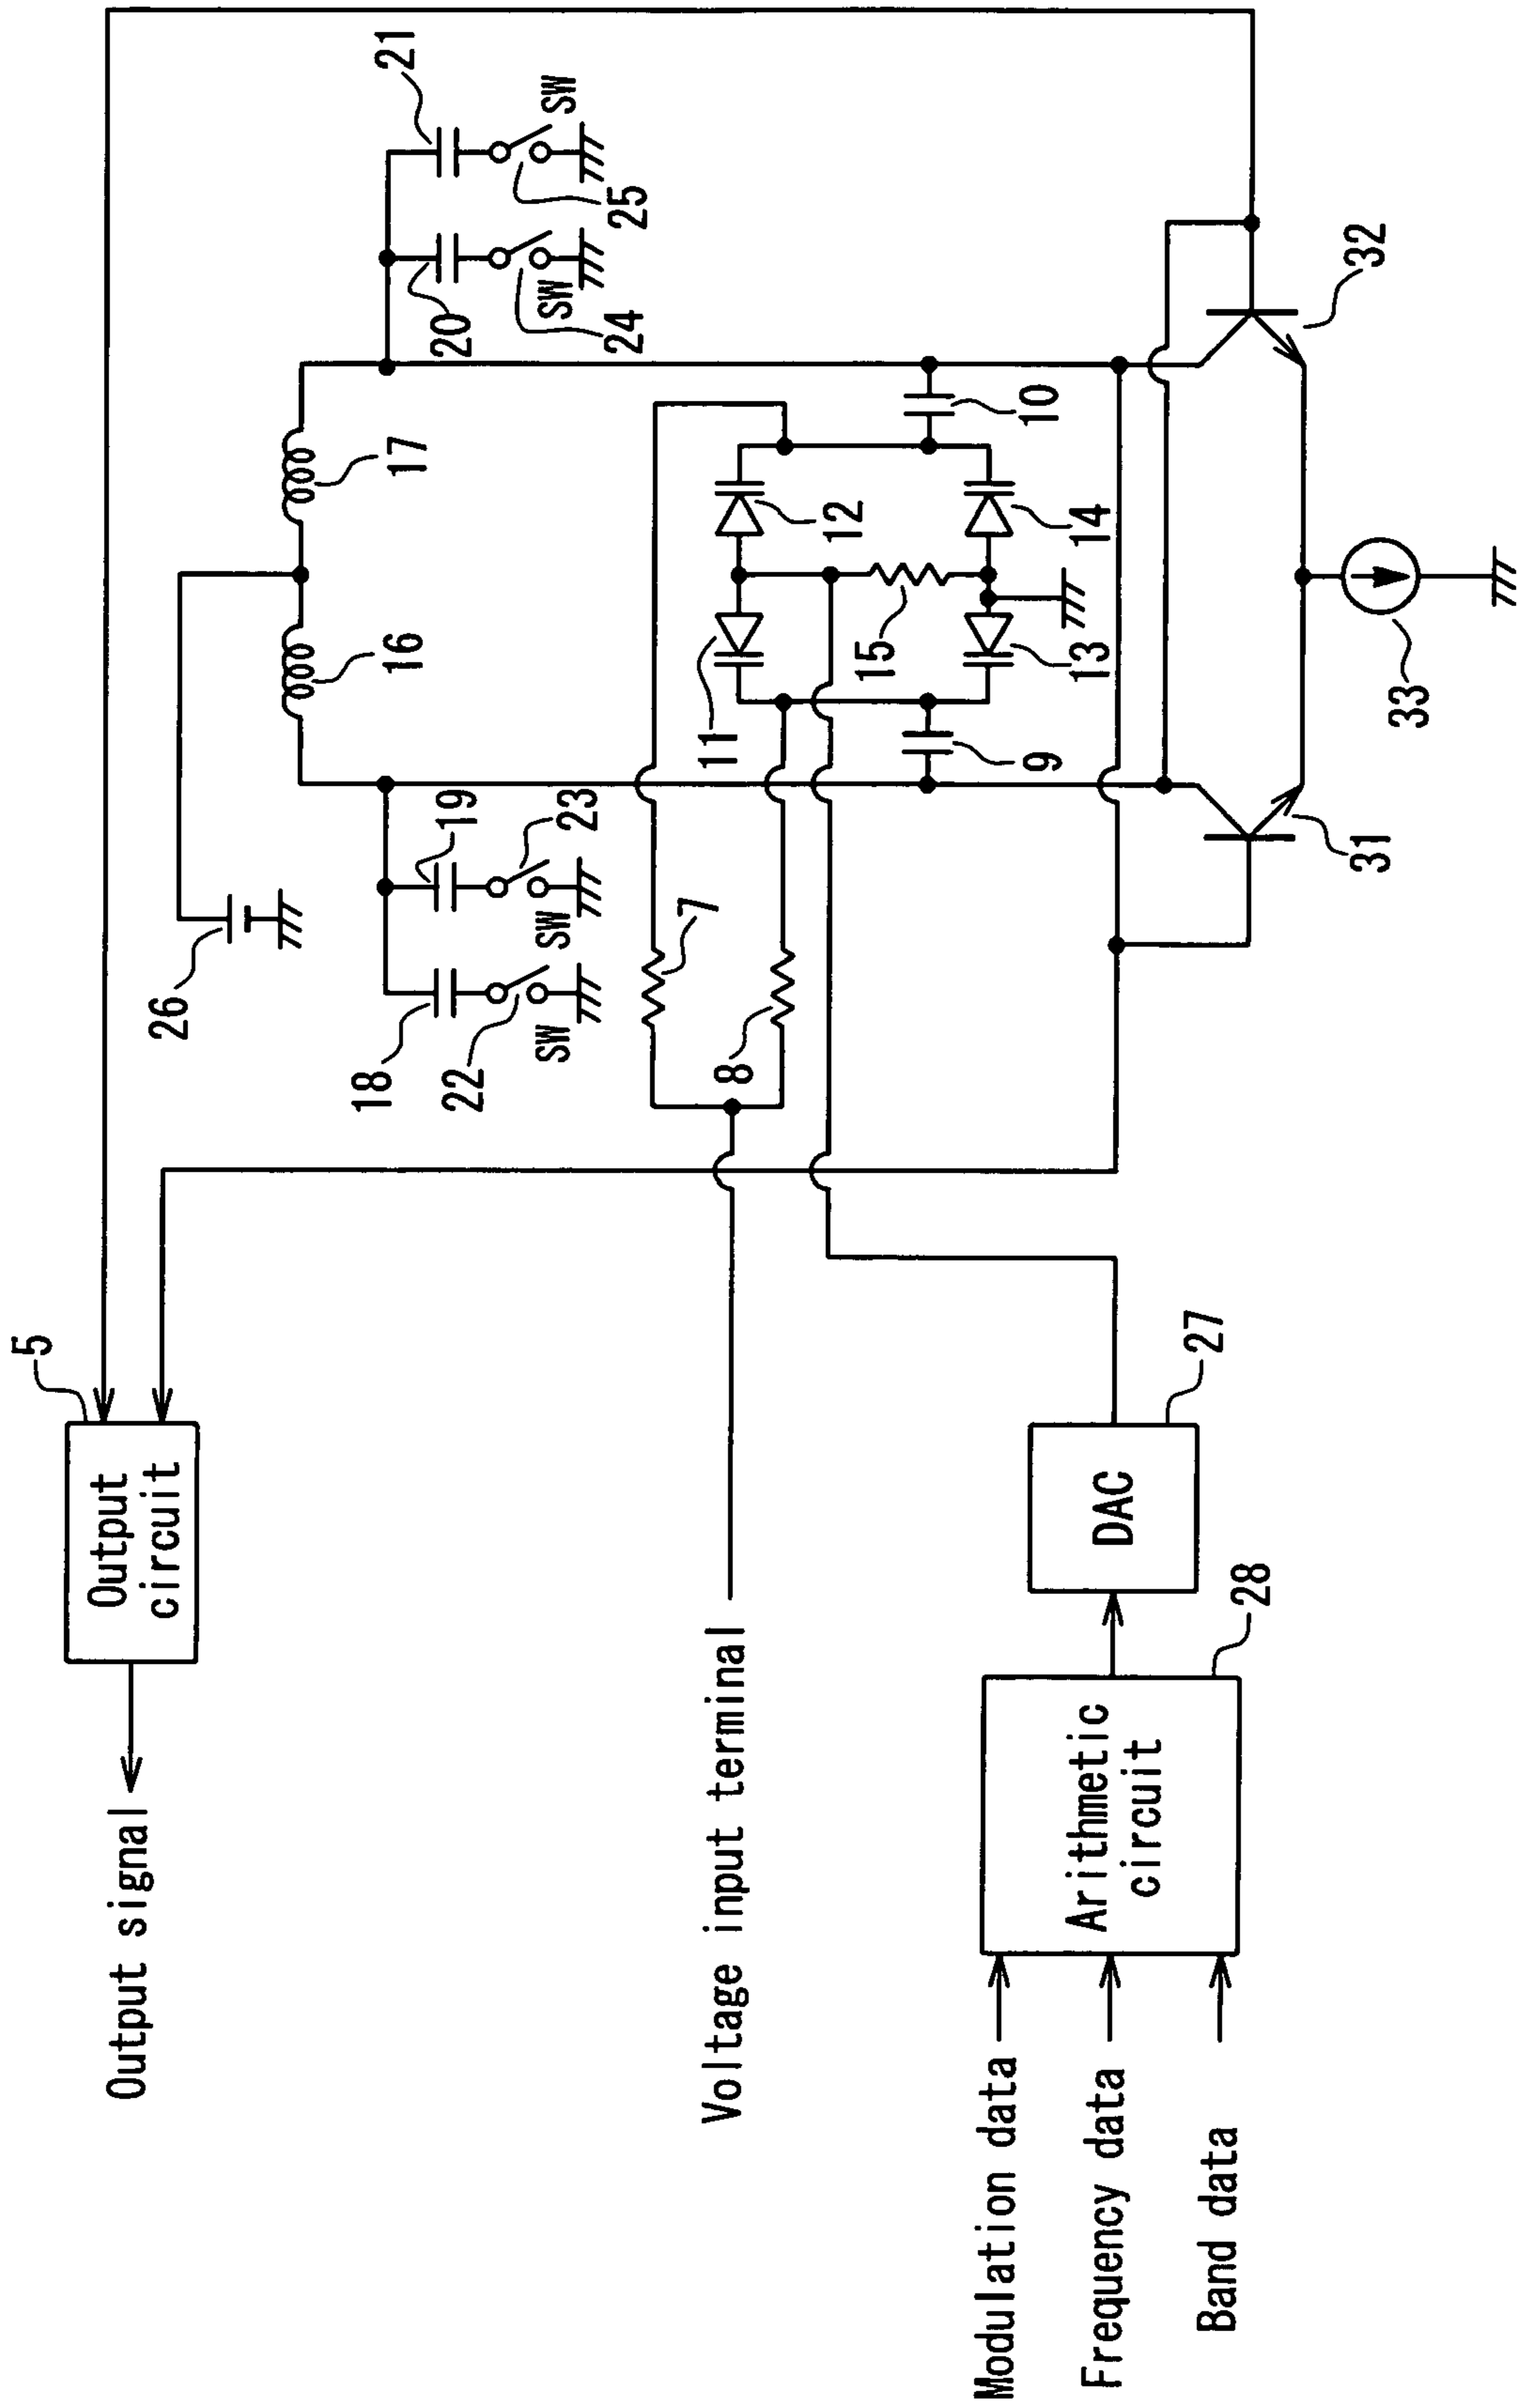 Output signal
Output
circuit
5
26
16
17
18
19
20
21
22
23
24
25
SW
SW
SW
SW
7
8
Voltage input terminal
11
12
15
13
14
9
10
Modulation data
Frequency data
Band data
Arithmetic
circuit
28
DAC
27
31
32
33